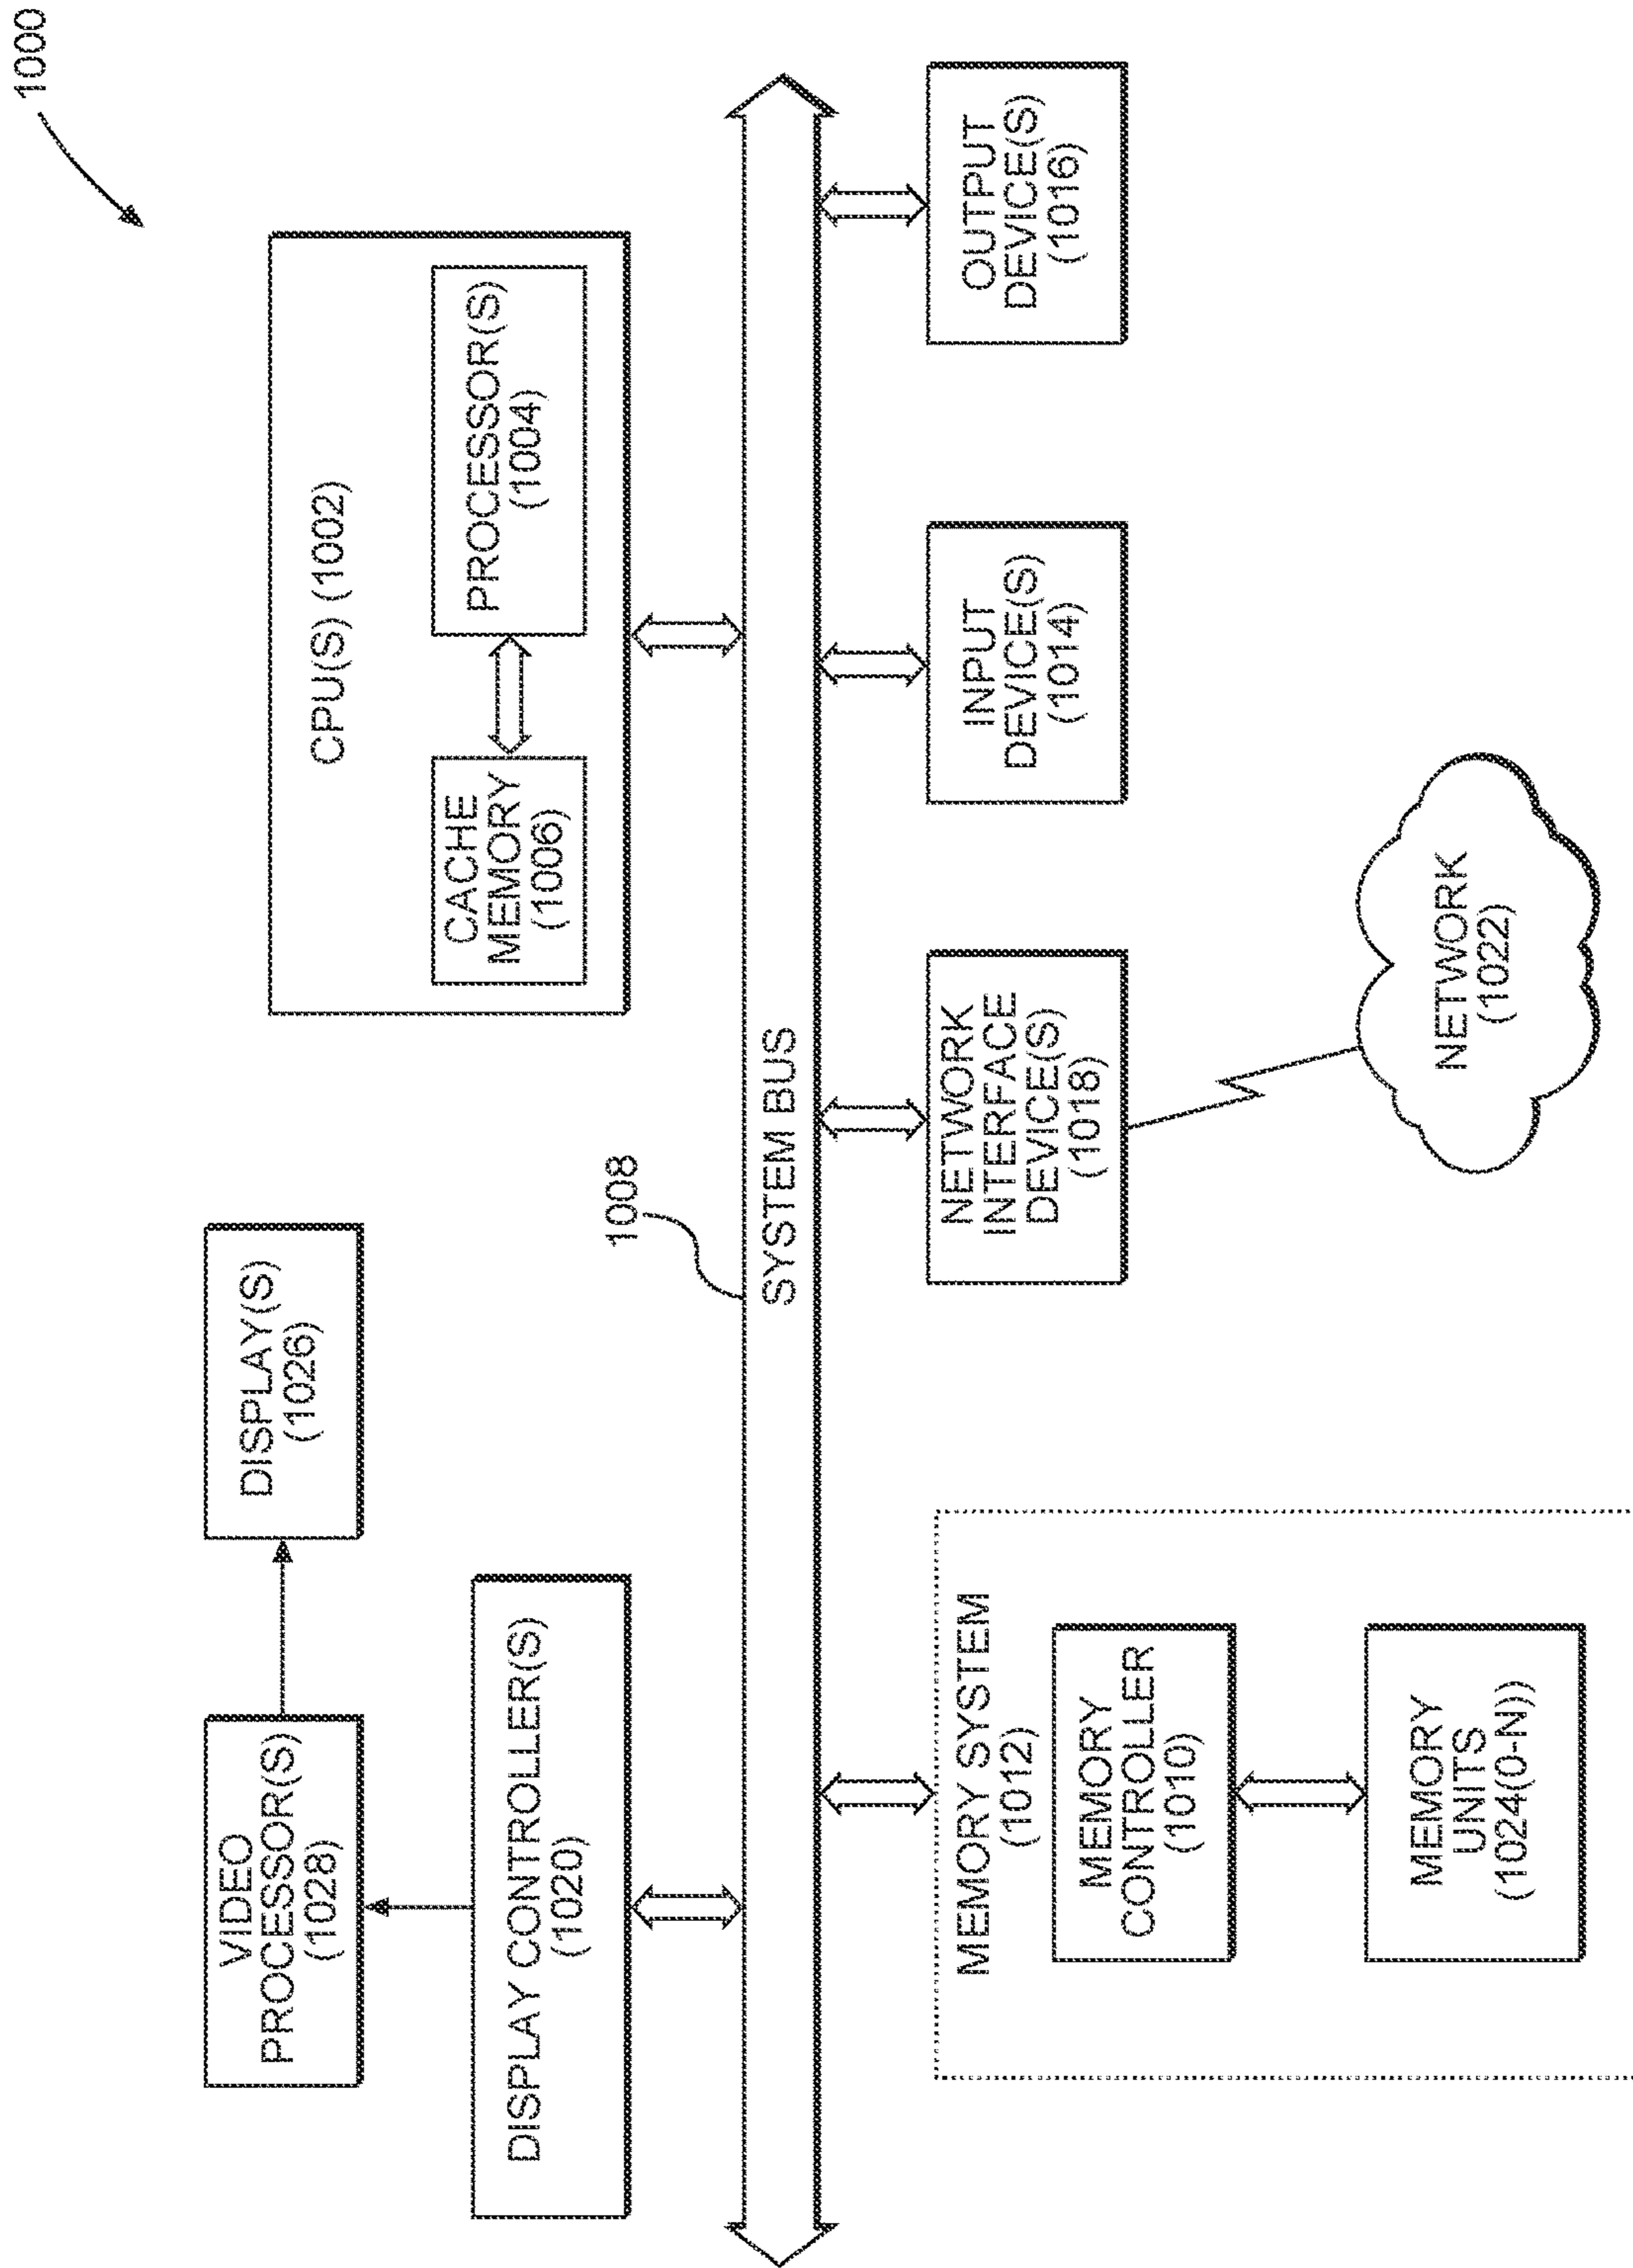 1000
CPU(S) (1002)
CACHE
MEMORY
(1006)
PROCESSOR(S)
(1004)
VIDEO
PROCESSOR(S)
(1028)
DISPLAY(S)
(1026)
DISPLAY CONTROLLER(S)
(1020)
1008
SYSTEM BUS
MEMORY SYSTEM
(1012)
MEMORY
CONTROLLER
(1010)
MEMORY
UNITS
(1024(0-N))
NETWORK
INTERFACE
DEVICE(S)
(1018)
INPUT
DEVICE(S)
(1014)
OUTPUT
DEVICE(S)
(1016)
NETWORK
(1022)